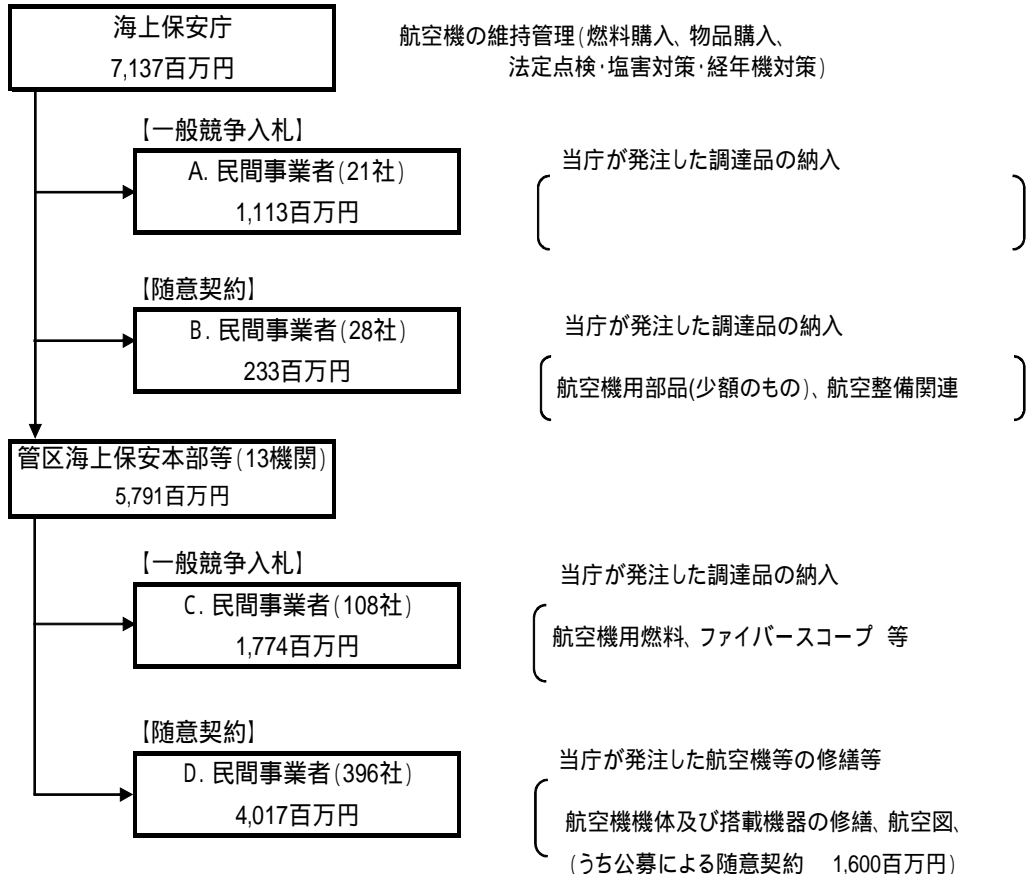 海上保安庁
7,137百万円
航空機の維持管理(燃料購入、物品購入、
法定点検・塩害対策・経年機対策)
【一般競争入札】
A. 民間事業者(21社)
1,113百万円
当庁が発注した調達品の納入
【随意契約】
B. 民間事業者(28社)
233百万円
当庁が発注した調達品の納入
航空機用部品(少額のもの)、航空整備関連
管区海上保安本部等(13機関)
5,791百万円
【一般競争入札】
C. 民間事業者(108社)
1,774百万円
当庁が発注した調達品の納入
航空機用燃料、ファイバースコープ 等
【随意契約】
D. 民間事業者(396社)
4,017百万円
当庁が発注した航空機等の修繕等
航空機機体及び搭載機器の修繕、航空図、
(うち公募による随意契約 1,600百万円)